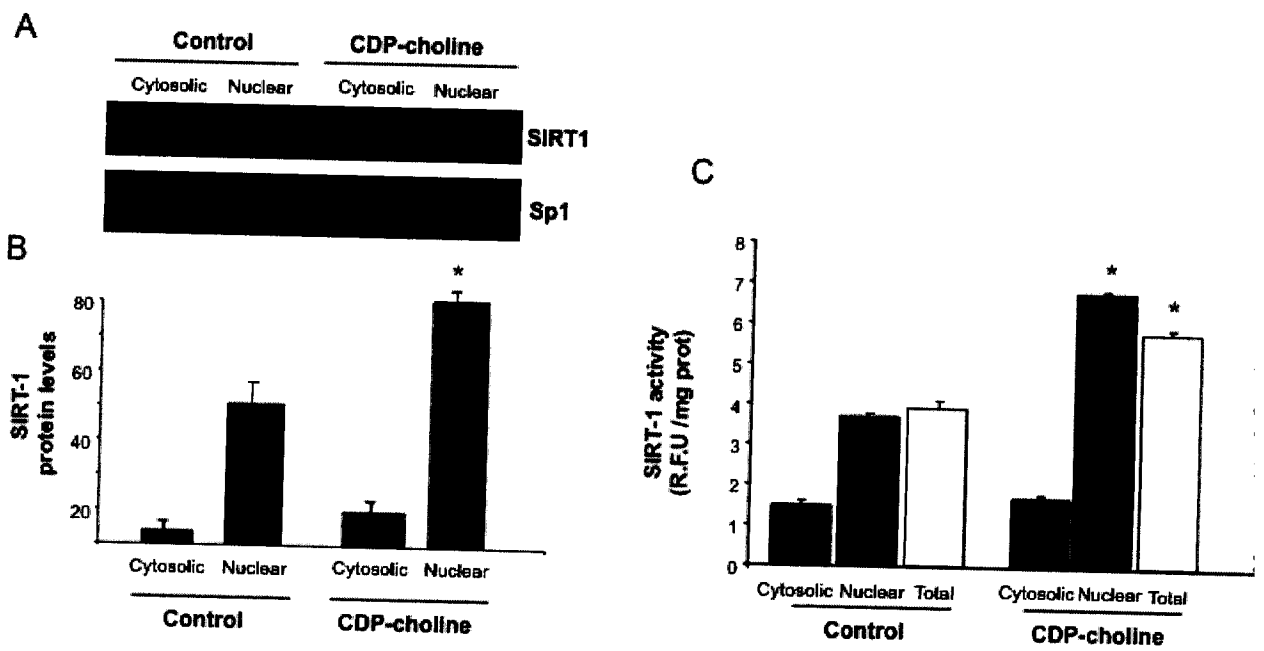 A
Control CDP-choline
Cytosolic Nuclear Cytosolic Nuclear
SIRT1
Sp1
B
SIRT-1
protein levels
80
60
40
20
*
Cytosolic Nuclear Cytosolic Nuclear
Control CDP-choline
C
SIRT-1 activity
(R.F.U /mg prot)
8
7
6
5
4
3
2
1
0
*
*
Cytosolic Nuclear Total Cytosolic Nuclear Total
Control CDP-choline